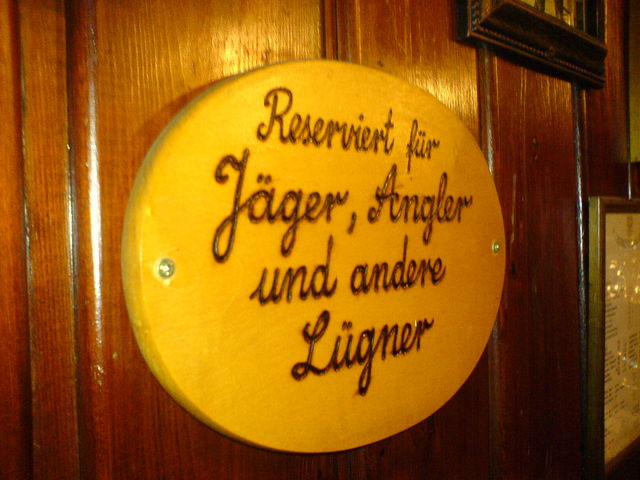 Reserviert für
Jäger, Angler
und andere
Lügner